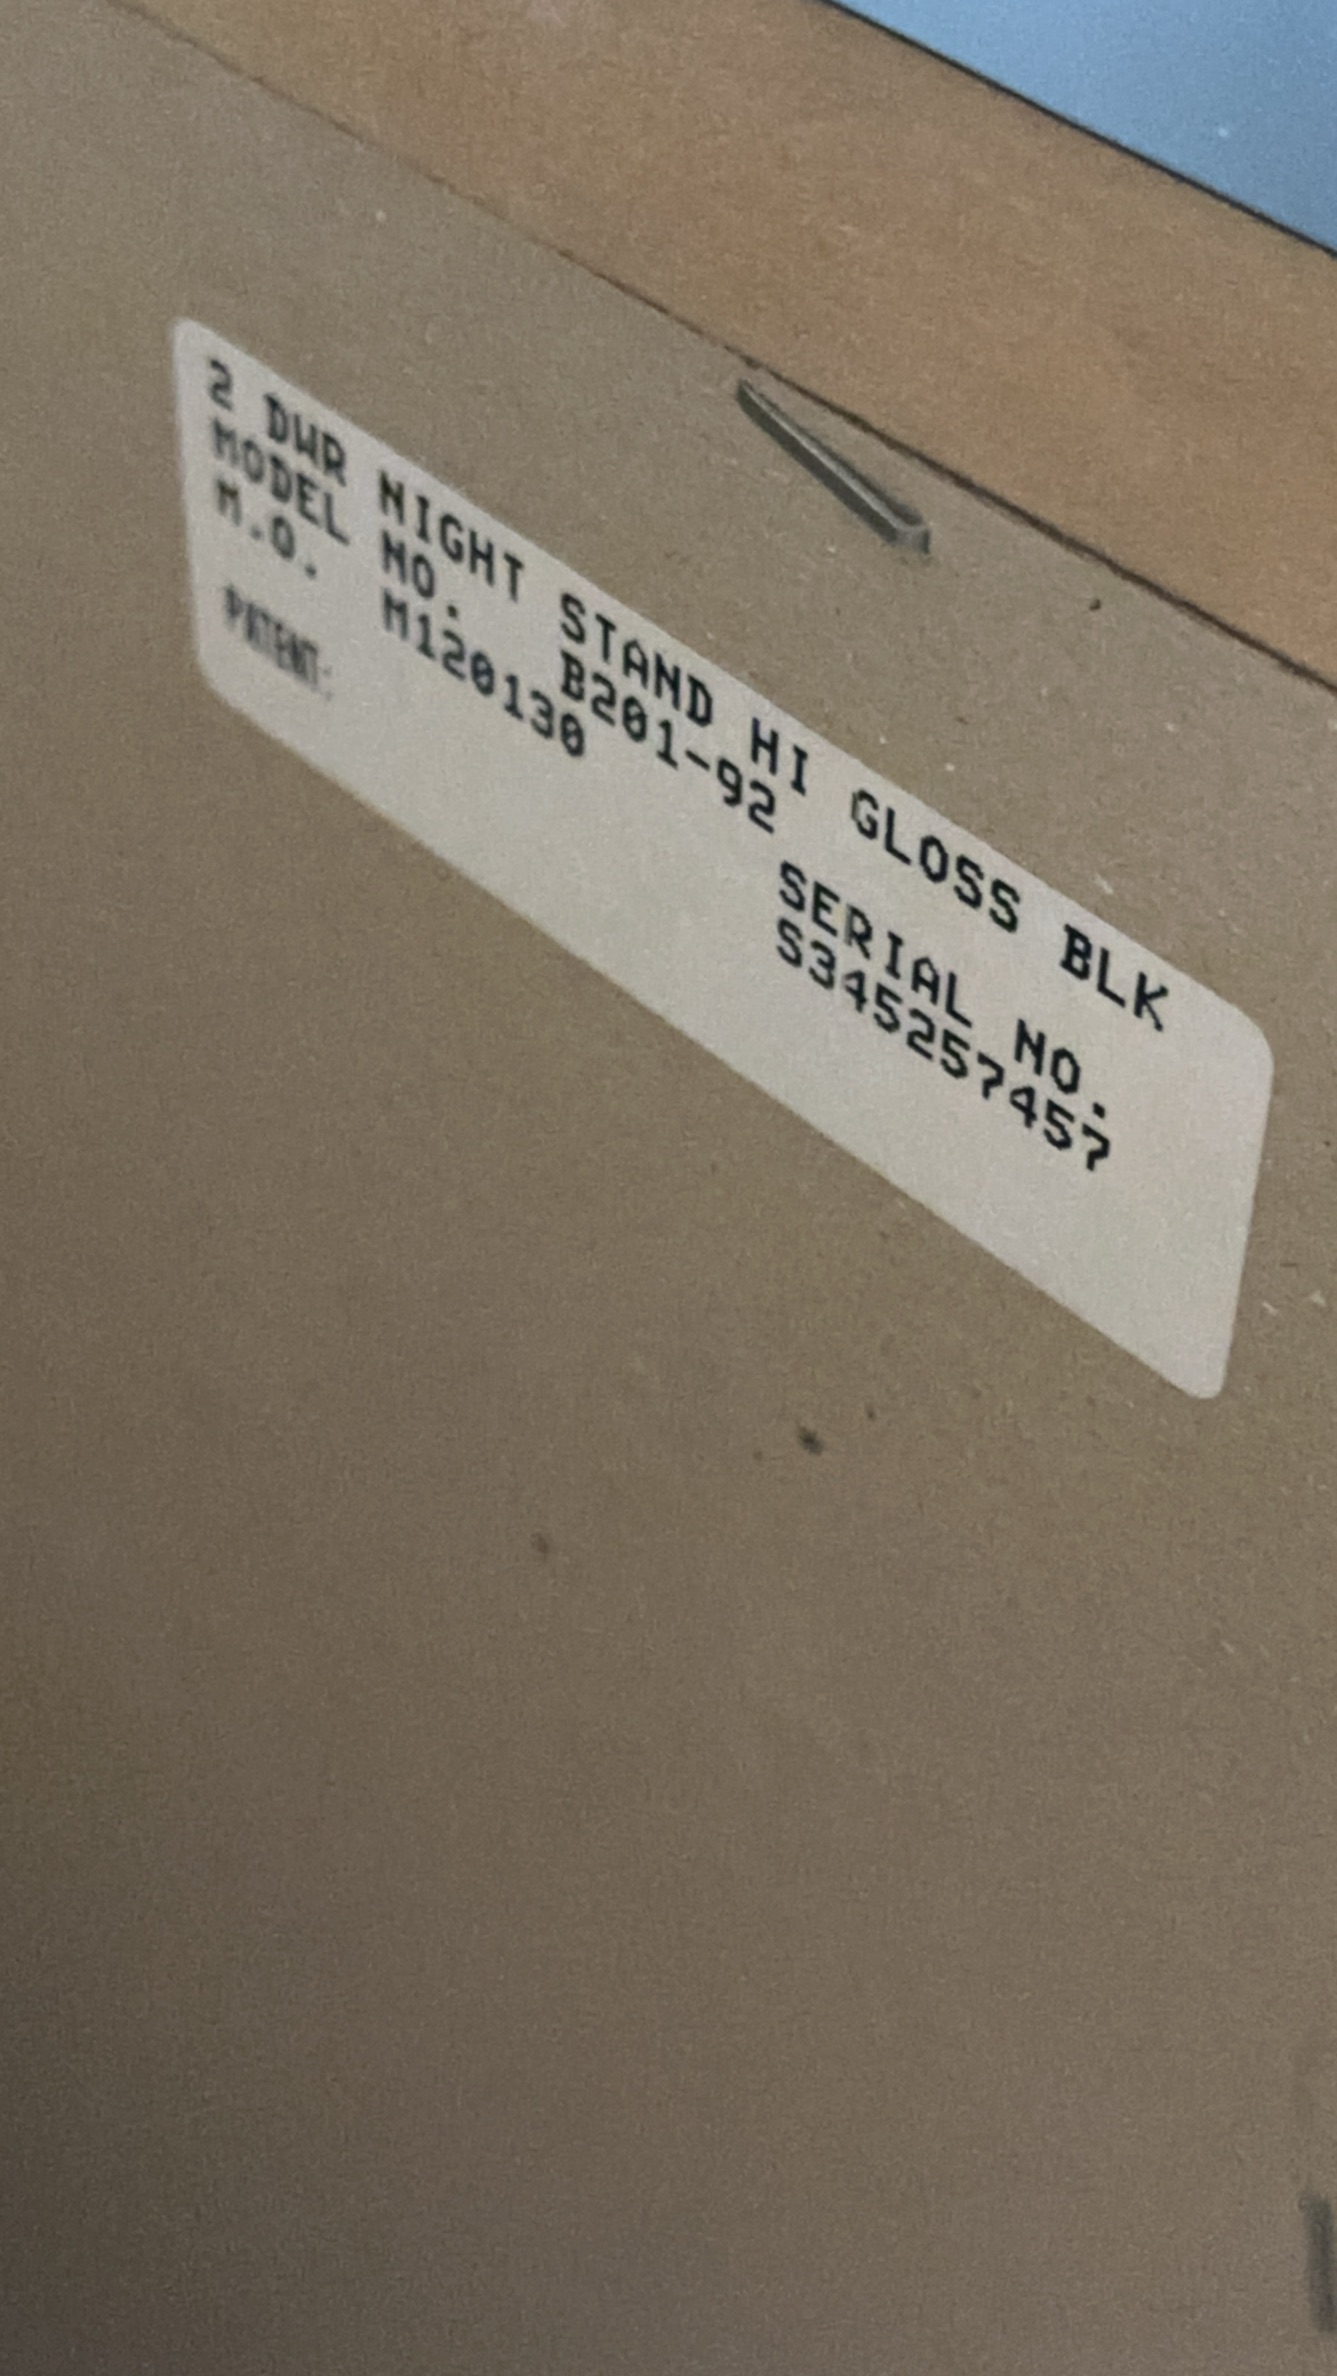 2 DWR NIGHT STAND HI GLOSS BLK
MODEL NO. B201-92 SERIAL NO.
M.O. M120130 S345257457
PATENT: